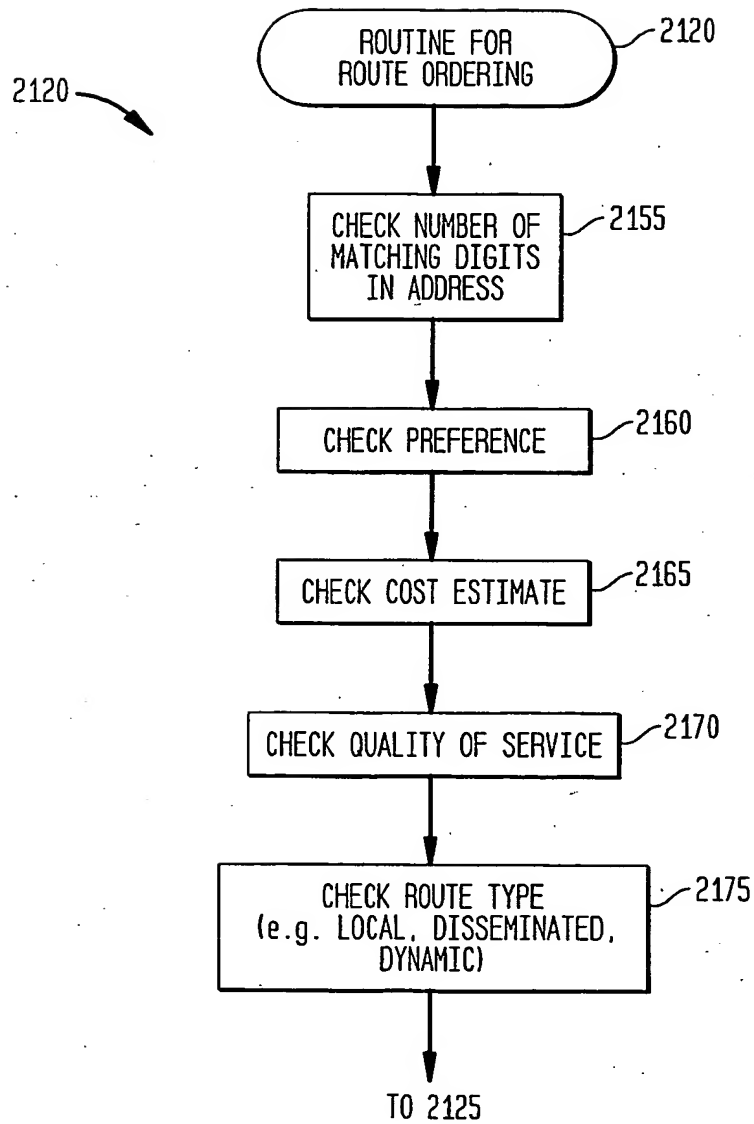 ROUTINE FOR
ROUTE ORDERING
2120
2120
CHECK NUMBER OF
MATCHING DIGITS
IN ADDRESS
2155
CHECK PREFERENCE
2160
CHECK COST ESTIMATE
2165
CHECK QUALITY OF SERVICE
2170
CHECK ROUTE TYPE
(e.g. LOCAL, DISSEMINATED,
DYNAMIC)
2175
TO 2125